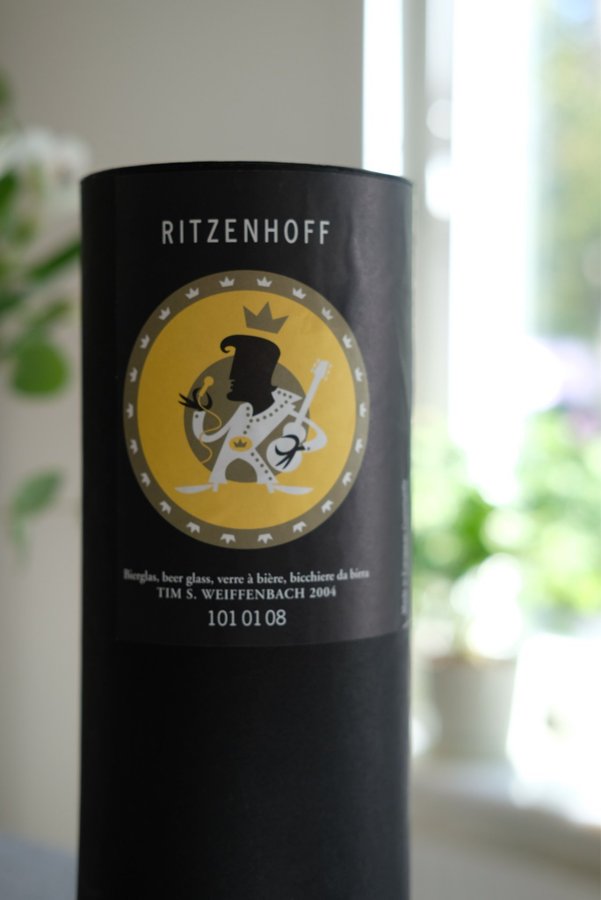 RITZENHOFF
Bierglas, beer glass, verre à bière, bicchiere da birra
TIM S. WEIFFENBACH 2004
101 01 08